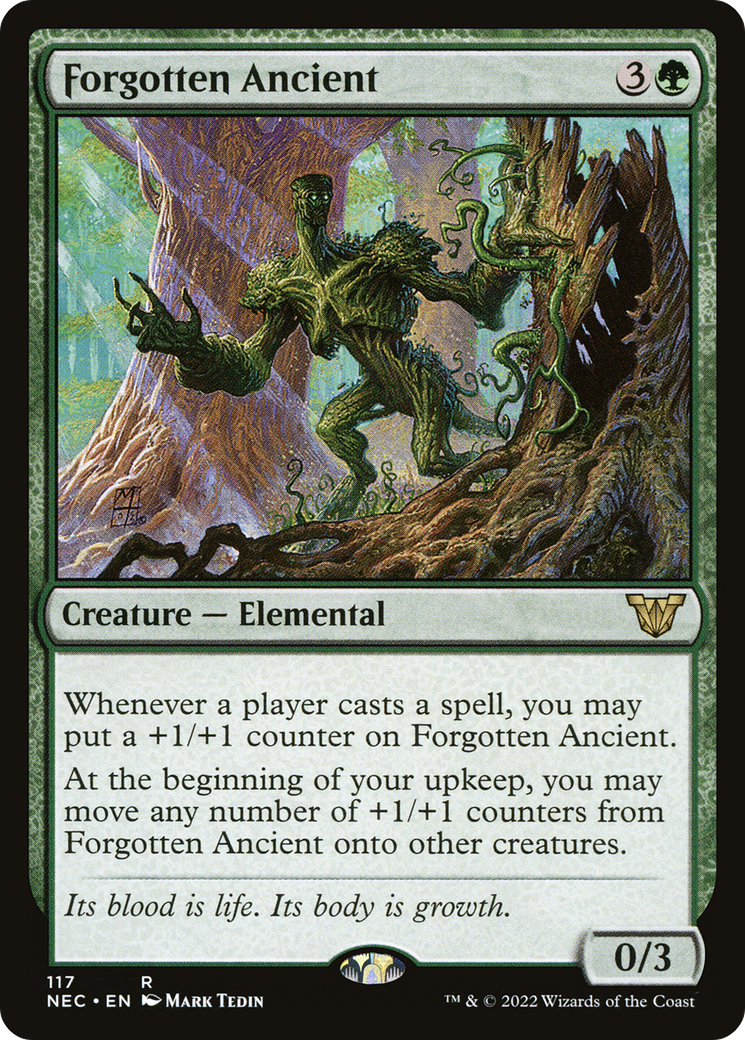 Forgotten Ancient 3
Creature — Elemental
Whenever a player casts a spell, you may
put a +1/+1 counter on Forgotten Ancient.
At the beginning of your upkeep, you may
move any number of +1/+1 counters from
Forgotten Ancient onto other creatures.
Its blood is life. Its body is growth.
0/3
117 R
NEC • EN Mark Tedin
™ & © 2022 Wizards of the Coast